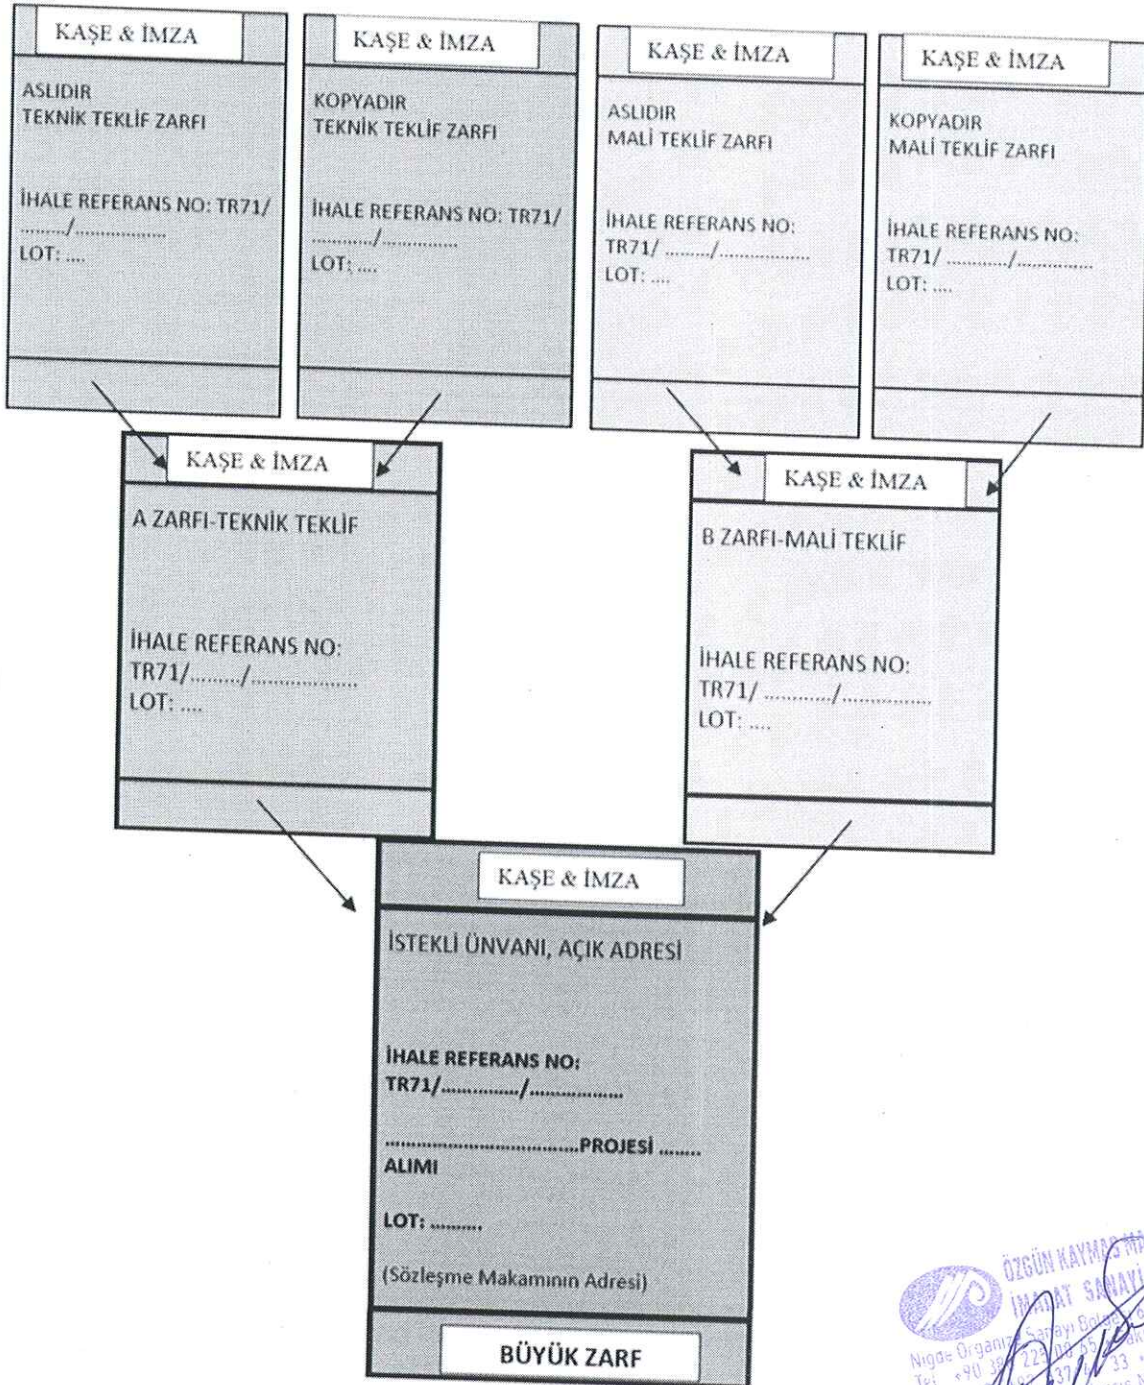 KAŞE & İMZA
ASLIDIR
TEKNİK TEKLİF ZARFI
İHALE REFERANS NO: TR71/
......../..................
LOT: ....
KAŞE & İMZA
KOPYADIR
TEKNİK TEKLİF ZARFI
İHALE REFERANS NO: TR71/
............/...............
LOT: ....
KAŞE & İMZA
ASLIDIR
MALİ TEKLİF ZARFI
İHALE REFERANS NO:
TR71/ ........./..................
LOT: ....
KAŞE & İMZA
KOPYADIR
MALİ TEKLİF ZARFI
İHALE REFERANS NO:
TR71/ ............/...............
LOT: ....
KAŞE & İMZA
A ZARFI-TEKNİK TEKLİF
İHALE REFERANS NO:
TR71/........./..................
LOT: ....
KAŞE & İMZA
B ZARFI-MALİ TEKLİF
İHALE REFERANS NO:
TR71/ ............/...............
LOT: ....
KAŞE & İMZA
İSTEKLİ ÜNVANI, AÇIK ADRESİ
İHALE REFERANS NO:
TR71/.............../..................
.....................................PROJESİ ........
ALIMI
LOT: ..........
(Sözleşme Makamının Adresi)
BÜYÜK ZARF
ÖZGÜN KAYMAS
İMALAT SANAYİ